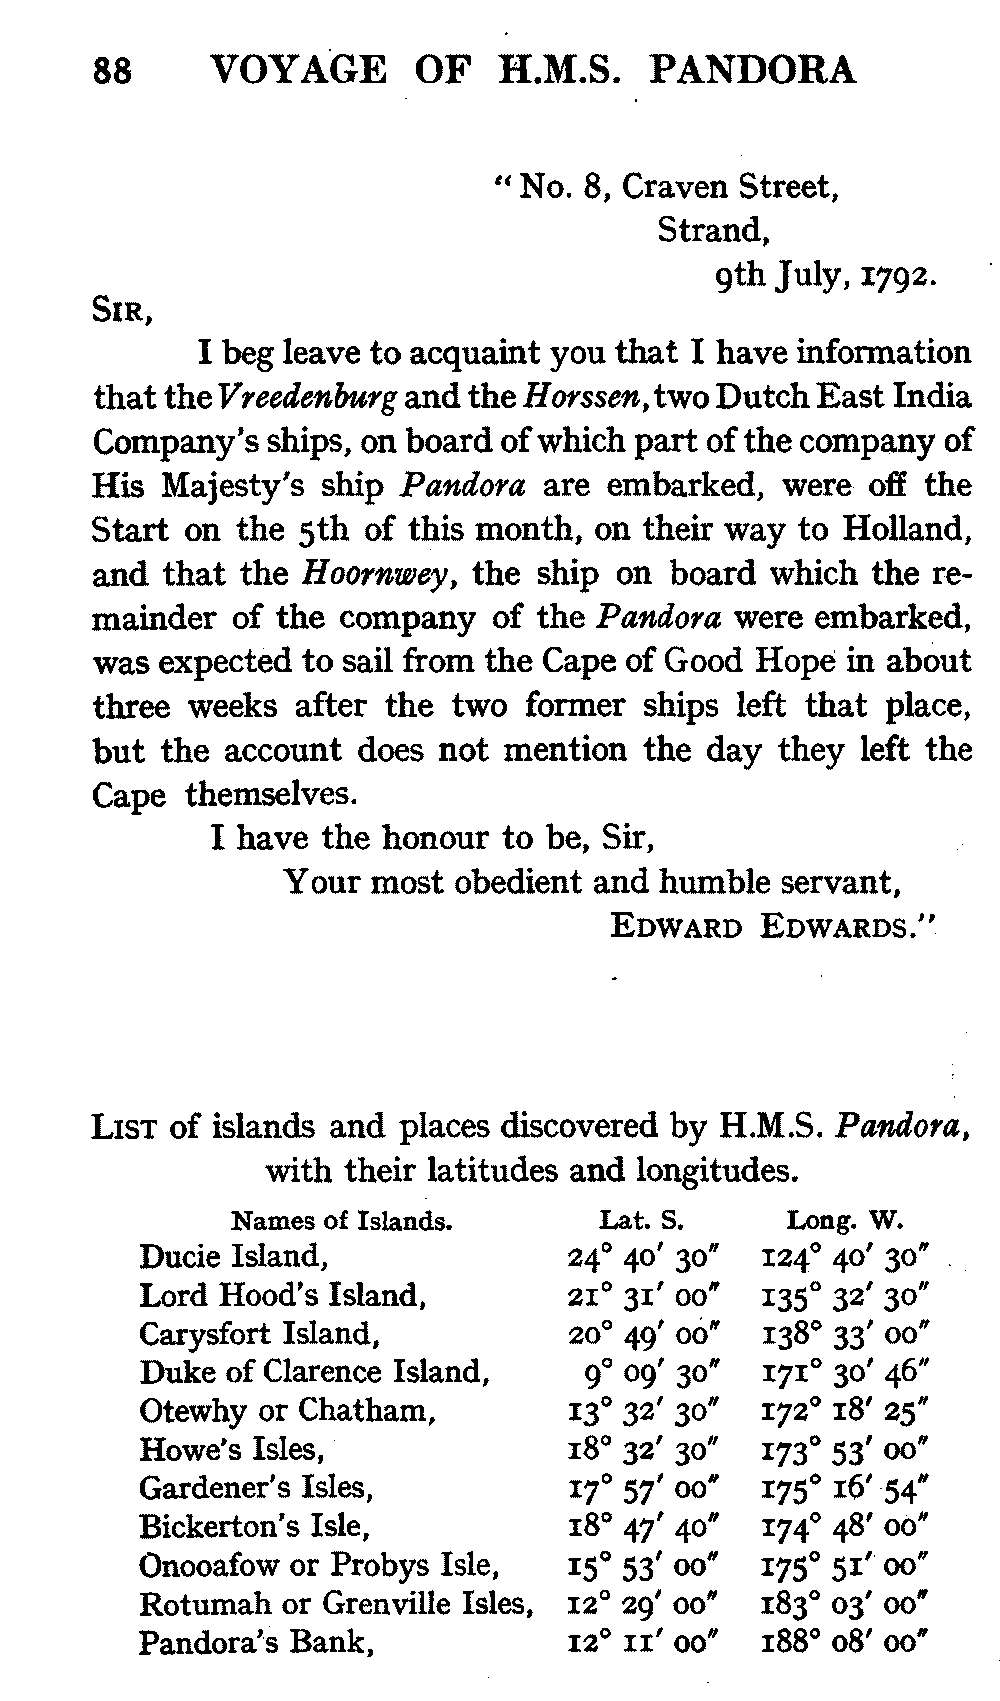 88 VOYAGE OF H.M.S. PANDORA
“No. 8, Craven Street,
Strand,
9th July, 1792.
SIR,
I beg leave to acquaint you that I have information
that the Vreedenburg and the Horssen, two Dutch East India
Company's ships, on board of which part of the company of
His Majesty's ship Pandora are embarked, were off the
Start on the 5th of this month, on their way to Holland,
and that the Hoornwey, the ship on board which the re-
mainder of the company of the Pandora were embarked,
was expected to sail from the Cape of Good Hope in about
three weeks after the two former ships left that place,
but the account does not mention the day they left the
Cape themselves.
I have the honour to be, Sir,
Your most obedient and humble servant,
EDWARD EDWARDS.”
LIST of islands and places discovered by H.M.S. Pandora,
with their latitudes and longitudes.
Names of Islands. Lat. S. Long. W.
Ducie Island, 24° 40′ 30″ 124° 40′ 30″
Lord Hood's Island, 21° 31′ 00″ 135° 32′ 30″
Carysfort Island, 20° 49′ 00″ 138° 33′ 00″
Duke of Clarence Island, 9° 09′ 30″ 171° 30′ 46″
Otewhy or Chatham, 13° 32′ 30″ 172° 18′ 25″
Howe's Isles, 18° 32′ 30″ 173° 53′ 00″
Gardener's Isles, 17° 57′ 00″ 175° 16′ 54″
Bickerton's Isle, 18° 47′ 40″ 174° 48′ 00″
Onooafow or Probys Isle, 15° 53′ 00″ 175° 51′ 00″
Rotumah or Grenville Isles, 12° 29′ 00″ 183° 03′ 00″
Pandora's Bank, 12° 11′ 00″ 188° 08′ 00″